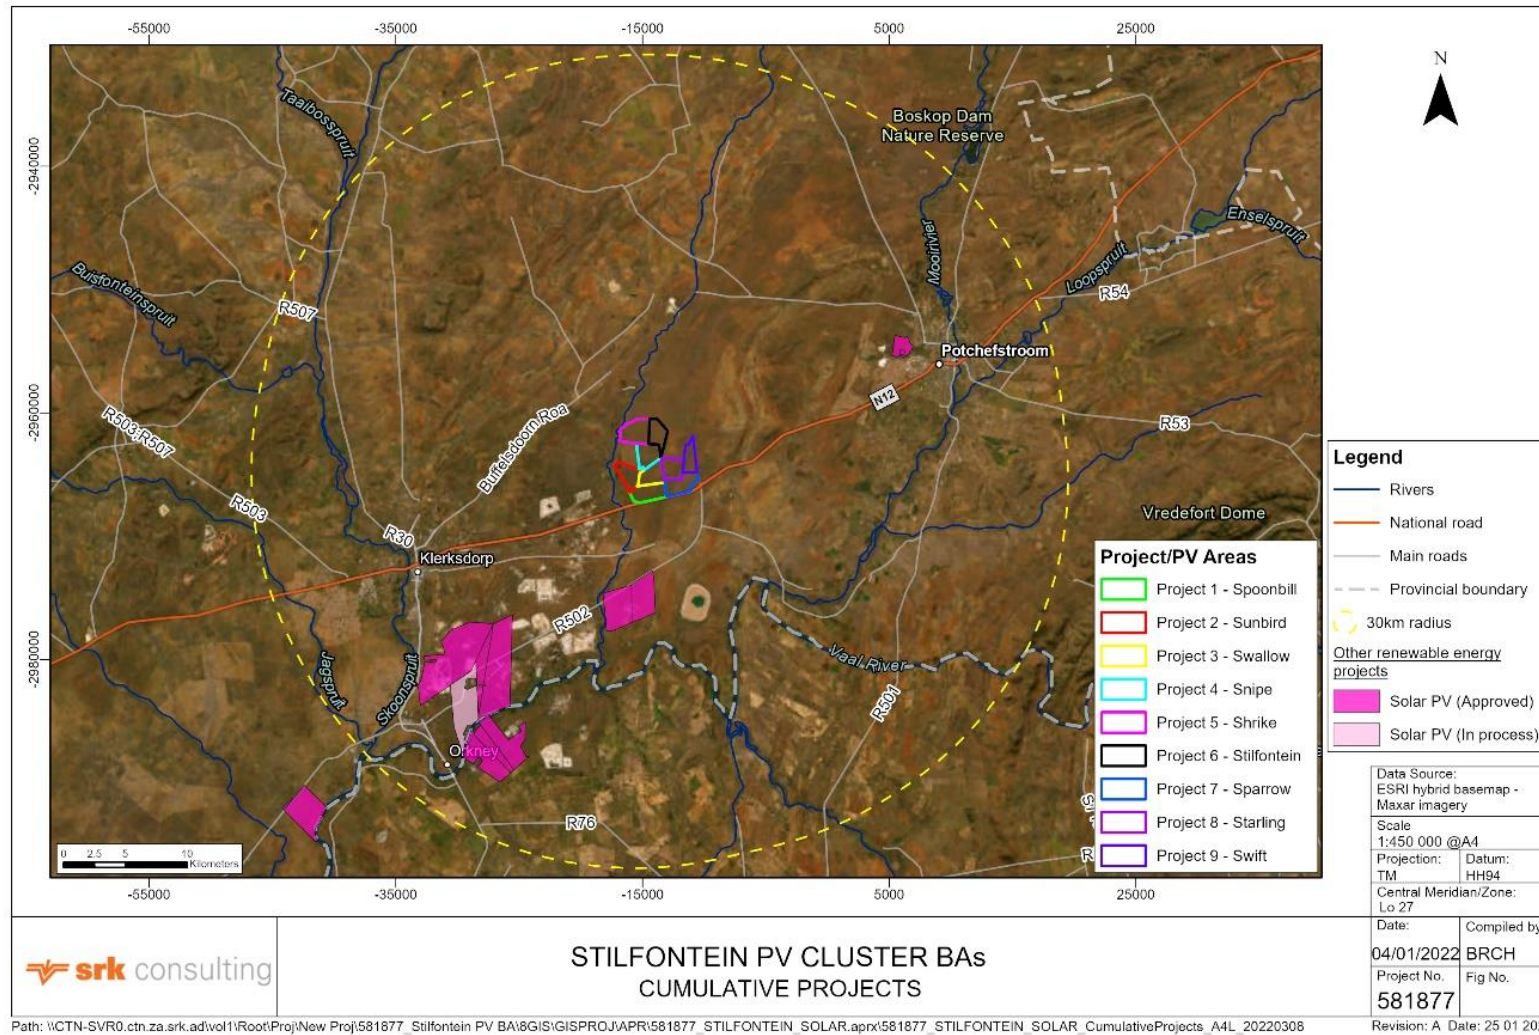 -55000
-35000
-15000
5000
25000
N
-2940000
-2960000
-2980000
Taaibosspruit
Boskop Dam
Nature Reserve
Mooirivier
Enselspruit
Loopspruit
R54
Buisfonteinspruit
R507
Potchefstroom
N12
R53
R503;R507
Buffelsdoorn Roa
R503
R30
Klerksdorp
Vredefort Dome
R502
Vaal River
R501
Jagspruit
Skoonspruit
Orkney
R76
0 2.5 5 10
Kilometers
-55000
-35000
-15000
5000
25000
Project/PV Areas
Project 1 - Spoonbill
Project 2 - Sunbird
Project 3 - Swallow
Project 4 - Snipe
Project 5 - Shrike
Project 6 - Stilfontein
Project 7 - Sparrow
Project 8 - Starling
Project 9 - Swift
Legend
Rivers
National road
Main roads
Provincial boundary
30km radius
Other renewable energy
projects
Solar PV (Approved)
Solar PV (In process)
Data Source:
ESRI hybrid basemap -
Maxar imagery
Scale
1:450 000 @A4
Projection:
TM
Datum:
HH94
Central Meridian/Zone:
Lo 27
Date:
04/01/2022
Compiled by
BRCH
Project No.
581877
Fig No.
Revision: A Date: 25 01 20
srk consulting
STILFONTEIN PV CLUSTER BAs
CUMULATIVE PROJECTS
Path: \\CTN-SVR0.ctn.za.srk.ad\vol1\Root\Proj\New Proj\581877_Stilfontein PV BA\8GIS\GISPROJ\APR\581877_STILFONTEIN_SOLAR.aprx\581877_STILFONTEIN_SOLAR_CumulativeProjects_A4L_20220308